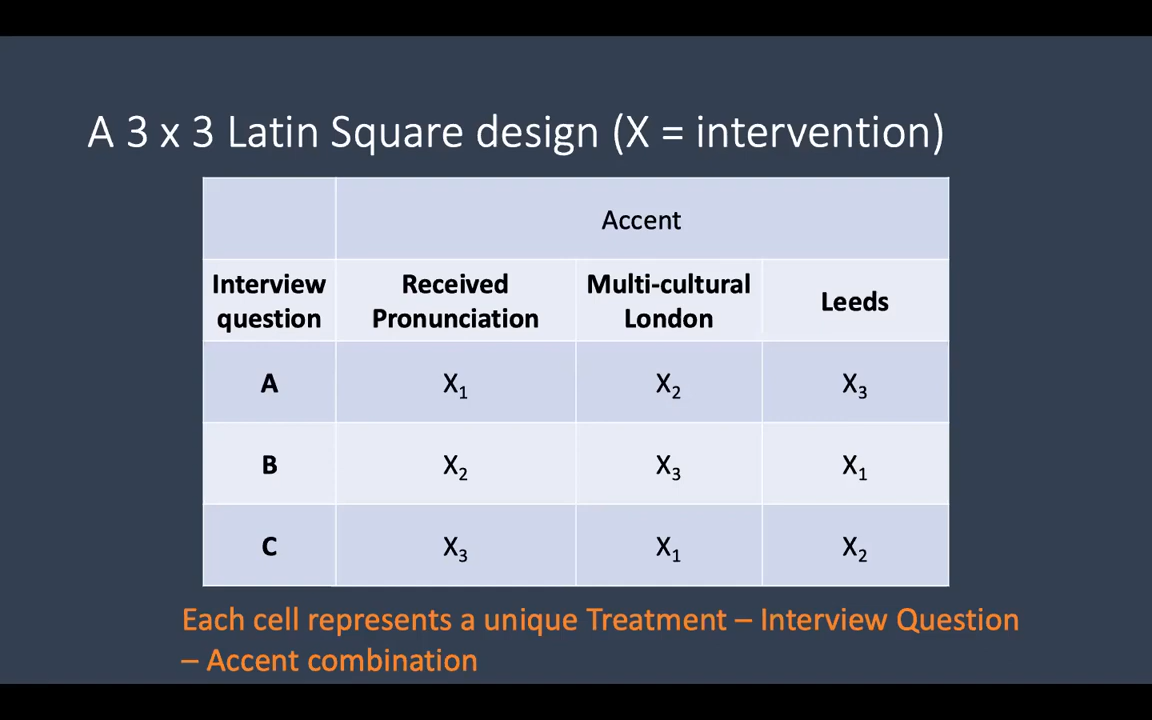 A 3 x 3 Latin Square design (X = intervention)
Accent
Interview question
Received Pronunciation
Multi-cultural London
Leeds
A X₁ X₂ X₃
B X₂ X₃ X₁
C X₃ X₁ X₂
Each cell represents a unique Treatment – Interview Question
– Accent combination